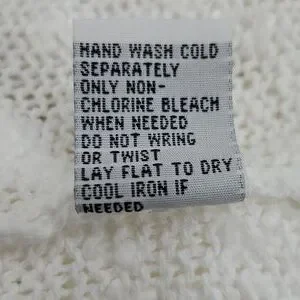 HAND WASH COLD
SEPARATELY
ONLY NON-
CHLORINE BLEACH
WHEN NEEDED
DO NOT WRING
OR TWIST
LAY FLAT TO DRY
COOL IRON IF
NEEDED